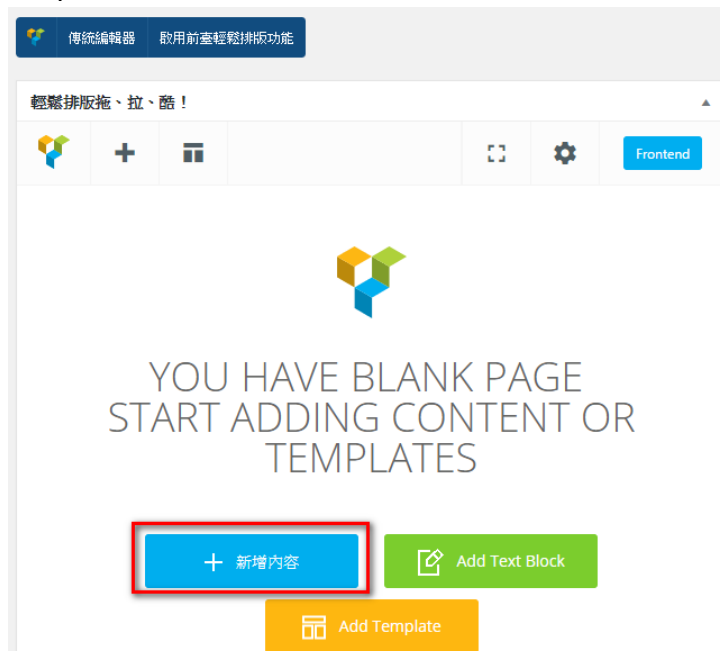 傳統編輯器 啟用前臺輕鬆排版功能
輕鬆排版拖、拉、酷！
Frontend
YOU HAVE BLANK PAGE
START ADDING CONTENT OR
TEMPLATES
新增內容 Add Text Block
Add Template